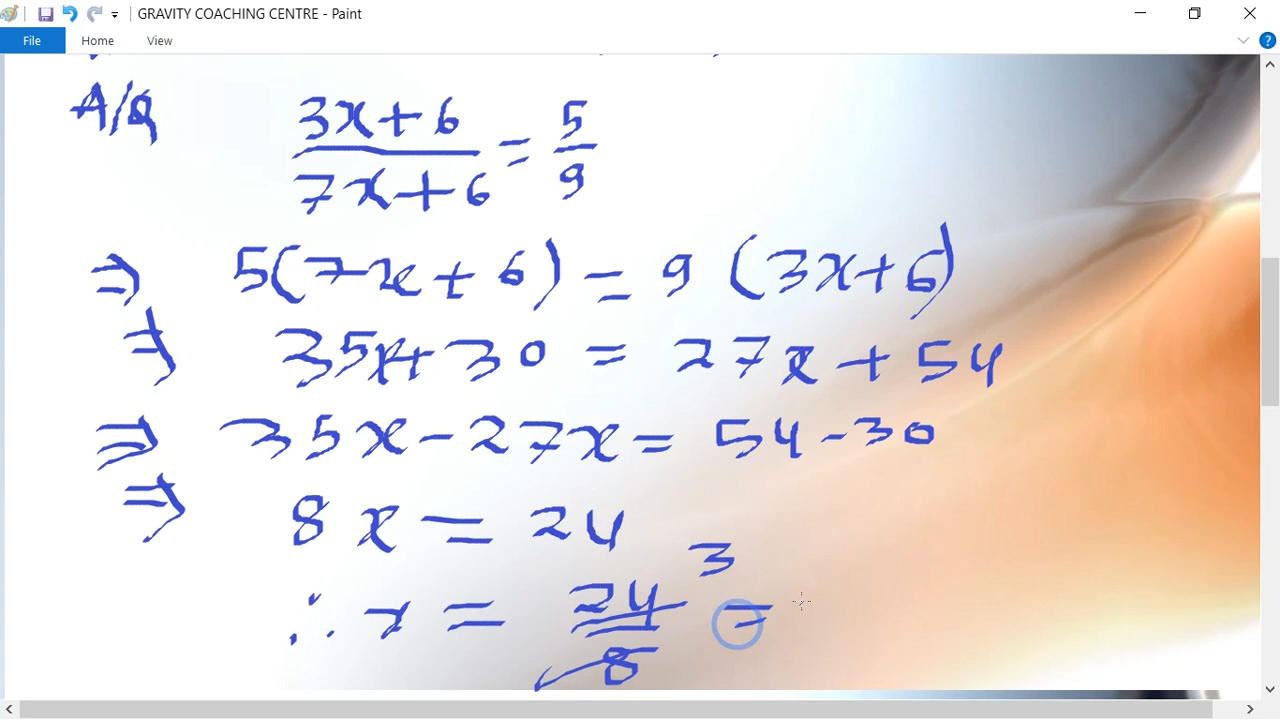 GRAVITY COACHING CENTRE - Paint
File Home View
A/Q
3x+6
7x+6 = 5/9
⇒ 5(7x+6) = 9(3x+6)
⇒ 35x+30 = 27x+54
⇒ 35x-27x = 54-30
⇒ 8x = 24
3
∴ x = 24/8 =